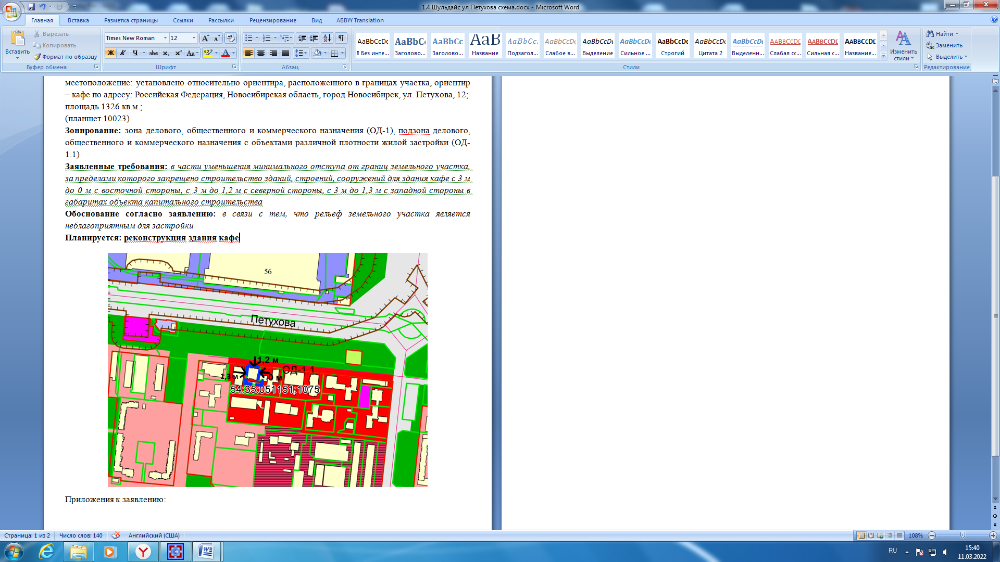 1.4 Шульдайс ул Петухова схема.docx - Microsoft Word
Главная
Вставка
Разметка страницы
Ссылки
Рассылки
Рецензирование
Вид
ABBYY Translation
Вставить
Вырезать
Копировать
Формат по образцу
Буфер обмена
Times New Roman
12
Шрифт
Абзац
AaBbCcDc
¶ Без инте...
AaBbC
Заголово...
AaBbCc
Заголово...
АаВ
Название
AaBbCc.
Подзагол...
AaBbCcDc
Слабое в...
AaBbCcDc
Выделение
AaBbCcDc
Сильное ...
AaBbCcDc
Строгий
AaBbCcDc
Цитата 2
AaBbCcDc
Выделенн...
AABBCCDE
Слабая сс...
AABBCCDE
Сильная с...
AABBCCDE
Название...
Изменить
стили
Стили
Найти
Заменить
Выделить
Редактирование
местоположение: установлено относительно ориентира, расположенного в границах участка, ориентир
– кафе по адресу: Российская Федерация, Новосибирская область, город Новосибирск, ул. Петухова, 12;
площадь 1326 кв.м.;
(планшет 10023).
Зонирование: зона делового, общественного и коммерческого назначения (ОД-1), подзона делового,
общественного и коммерческого назначения с объектами различной плотности жилой застройки (ОД-
1.1)
Заявленные требования: в части уменьшения минимального отступа от границ земельного участка,
за пределами которого запрещено строительство зданий, строений, сооружений для здания кафе с 3 м
до 0 м с восточной стороны, с 3 м до 1,2 м с северной стороны, с 3 м до 1,3 м с западной стороны в
габаритах объекта капитального строительства
Обоснование согласно заявлению: в связи с тем, что рельеф земельного участка является
неблагоприятным для застройки
Планируется: реконструкция здания кафе
56
Петухова
1,2 м
ОД-1.1
1,3 м
0 м
54:35:051151:1075
Приложения к заявлению:
Страница: 1 из 2
Число слов: 140
Английский (США)
108%
RU
15:40
11.03.2022